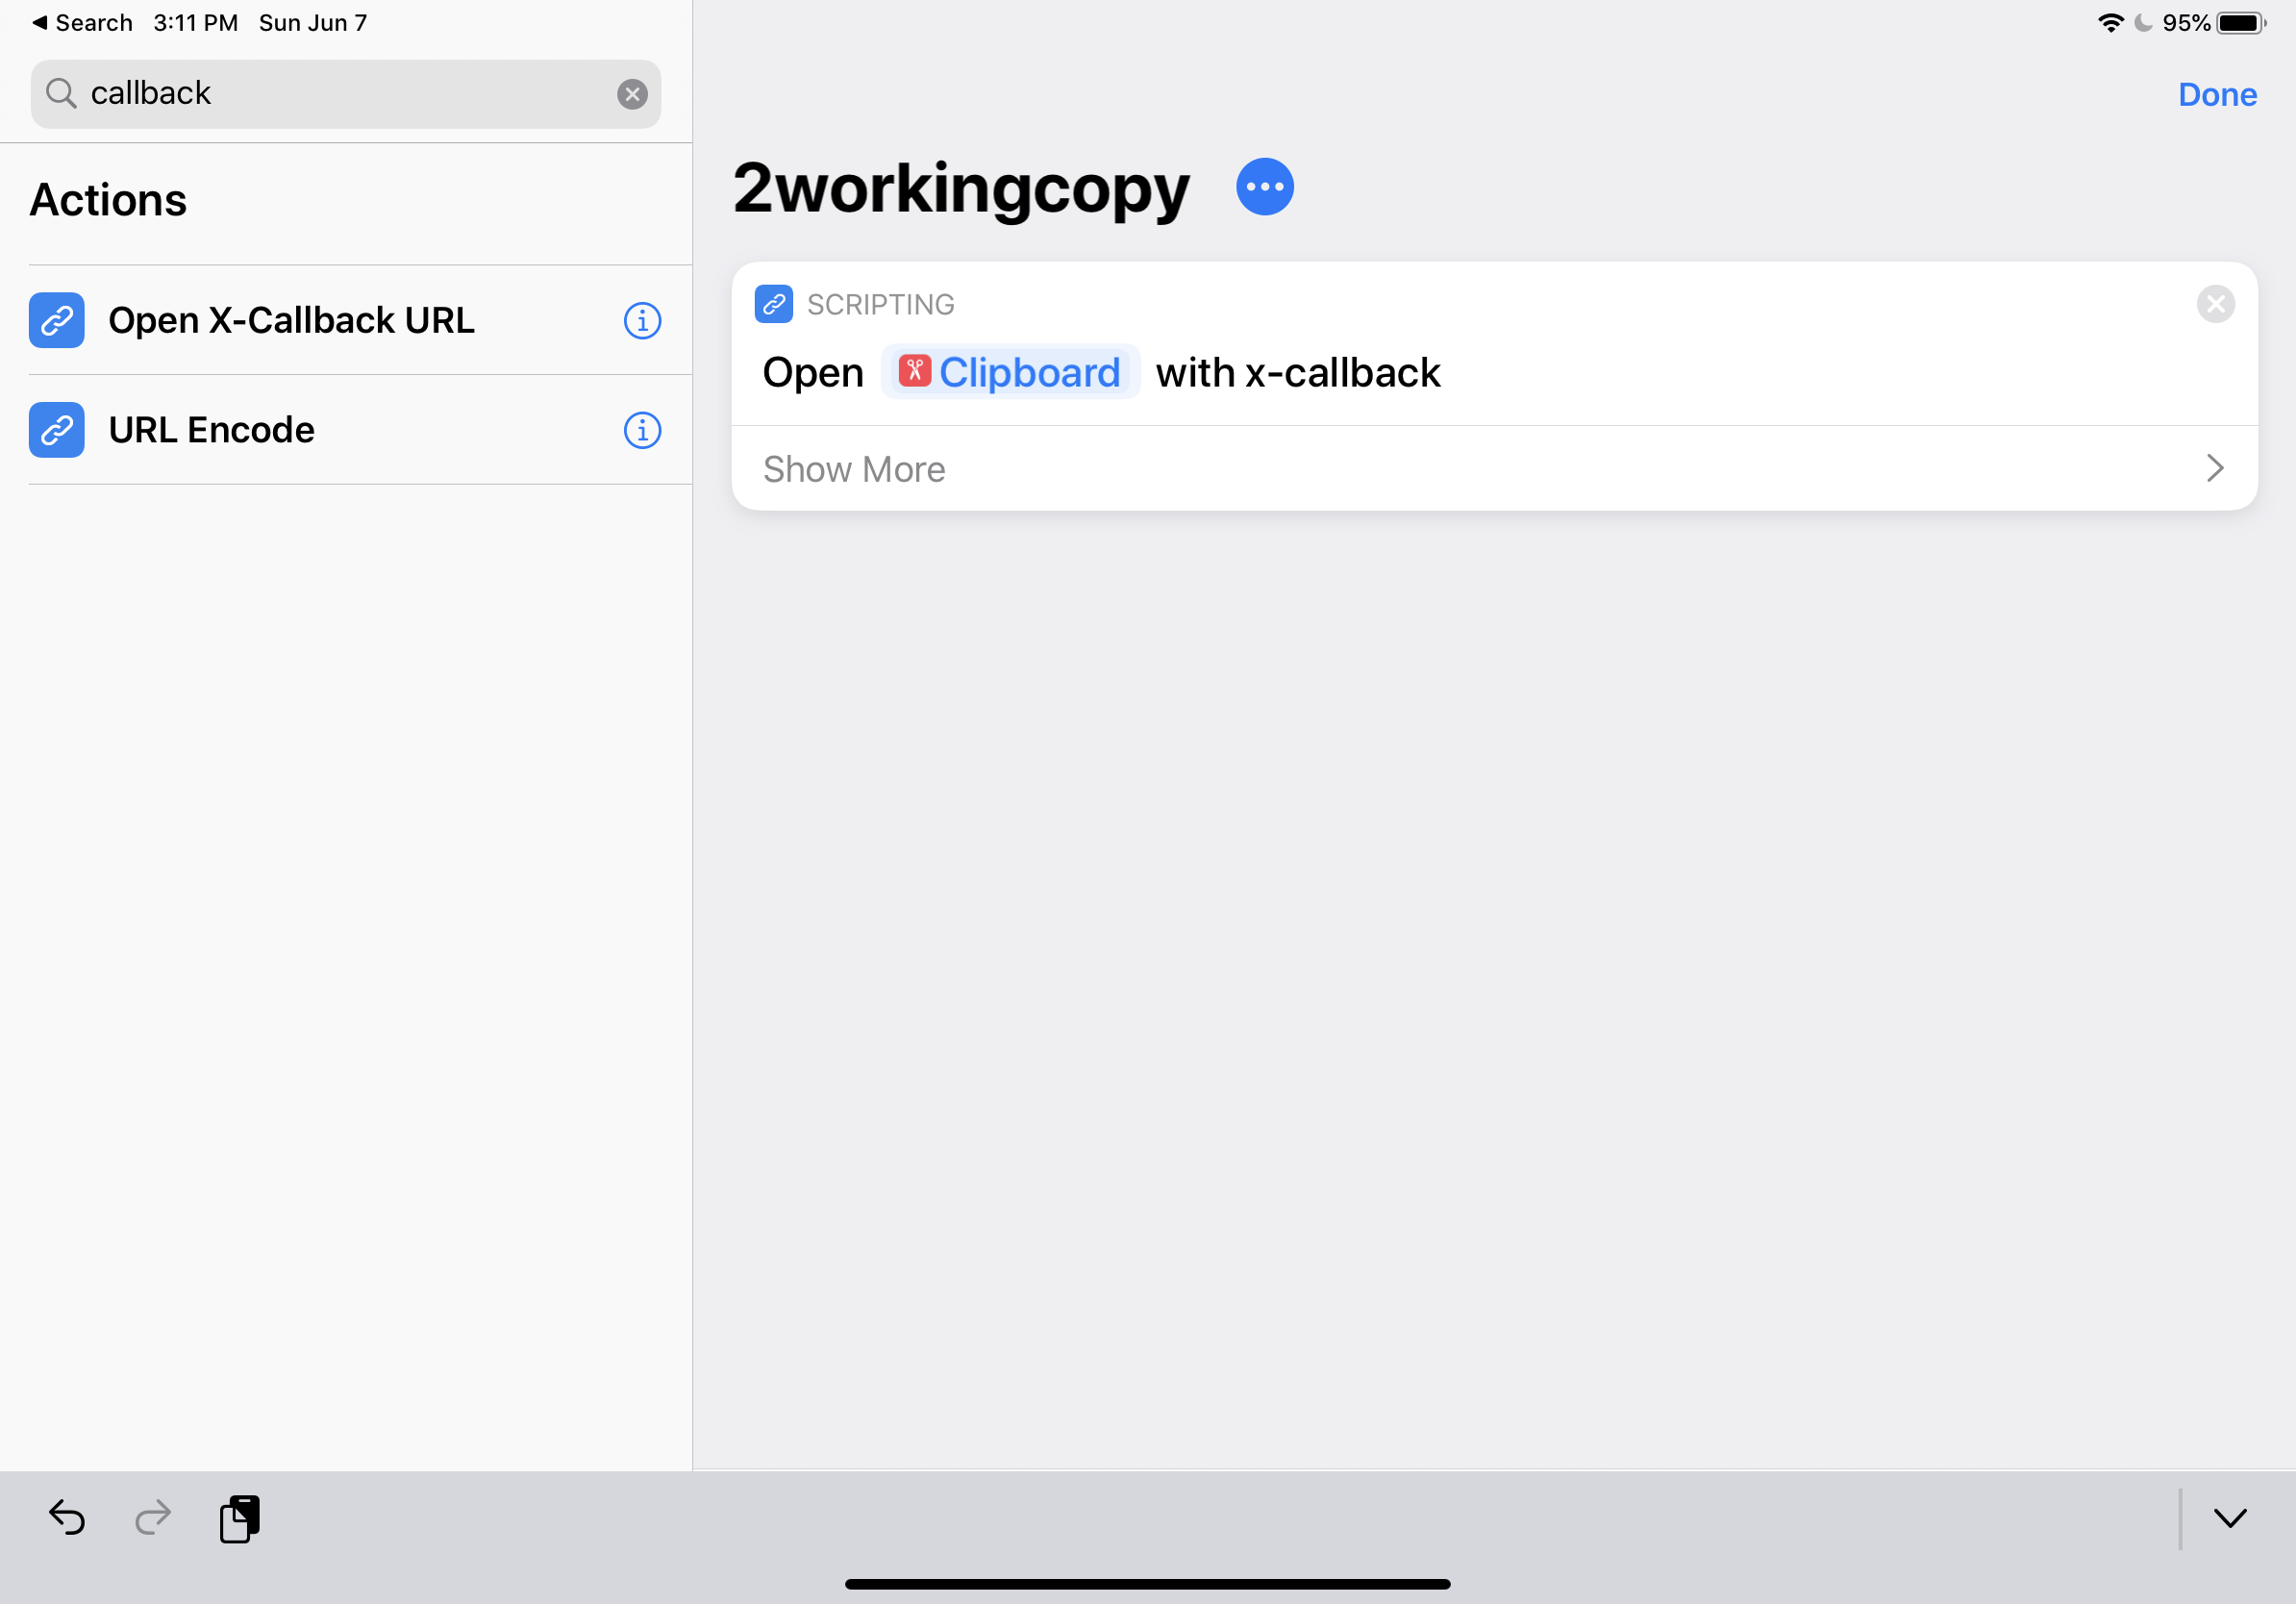 Search 3:11 PM Sun Jun 7
95%
callback
Done
Actions
2workingcopy
Open X-Callback URL
URL Encode
SCRIPTING
Open Clipboard with x-callback
Show More